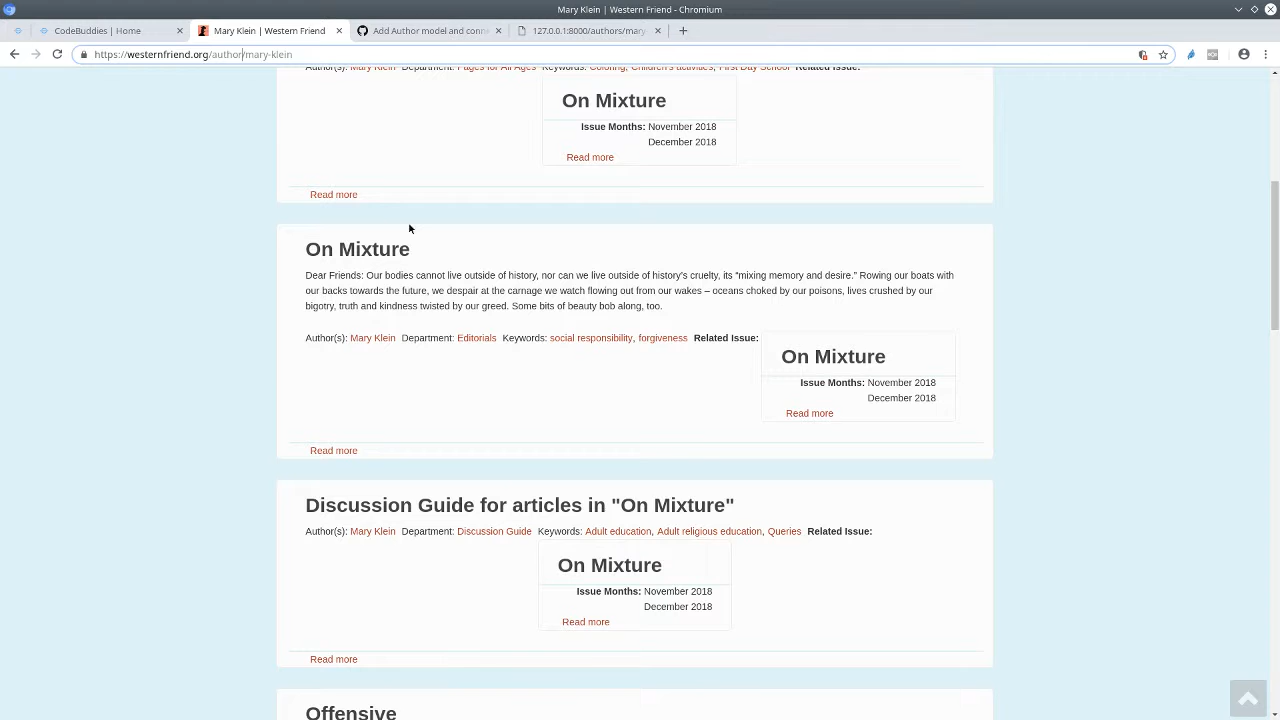 Mary Klein | Western Friend - Chromium
CodeBuddies | Home
Mary Klein | Western Friend
Add Author model and conne
127.0.0.1:8000/authors/mary
https://westernfriend.org/author/mary-klein
Author(s): Mary Klein Department: Pages for All Ages Keywords: Coloring, Children's activities, First Day School Related Issue:
On Mixture
Issue Months: November 2018
December 2018
Read more
Read more
On Mixture
Dear Friends: Our bodies cannot live outside of history, nor can we live outside of history's cruelty, its “mixing memory and desire.” Rowing our boats with
our backs towards the future, we despair at the carnage we watch flowing out from our wakes – oceans choked by our poisons, lives crushed by our
bigotry, truth and kindness twisted by our greed. Some bits of beauty bob along, too.
Author(s): Mary Klein Department: Editorials Keywords: social responsibility, forgiveness Related Issue:
On Mixture
Issue Months: November 2018
December 2018
Read more
Read more
Discussion Guide for articles in "On Mixture"
Author(s): Mary Klein Department: Discussion Guide Keywords: Adult education, Adult religious education, Queries Related Issue:
On Mixture
Issue Months: November 2018
December 2018
Read more
Read more
Offensive